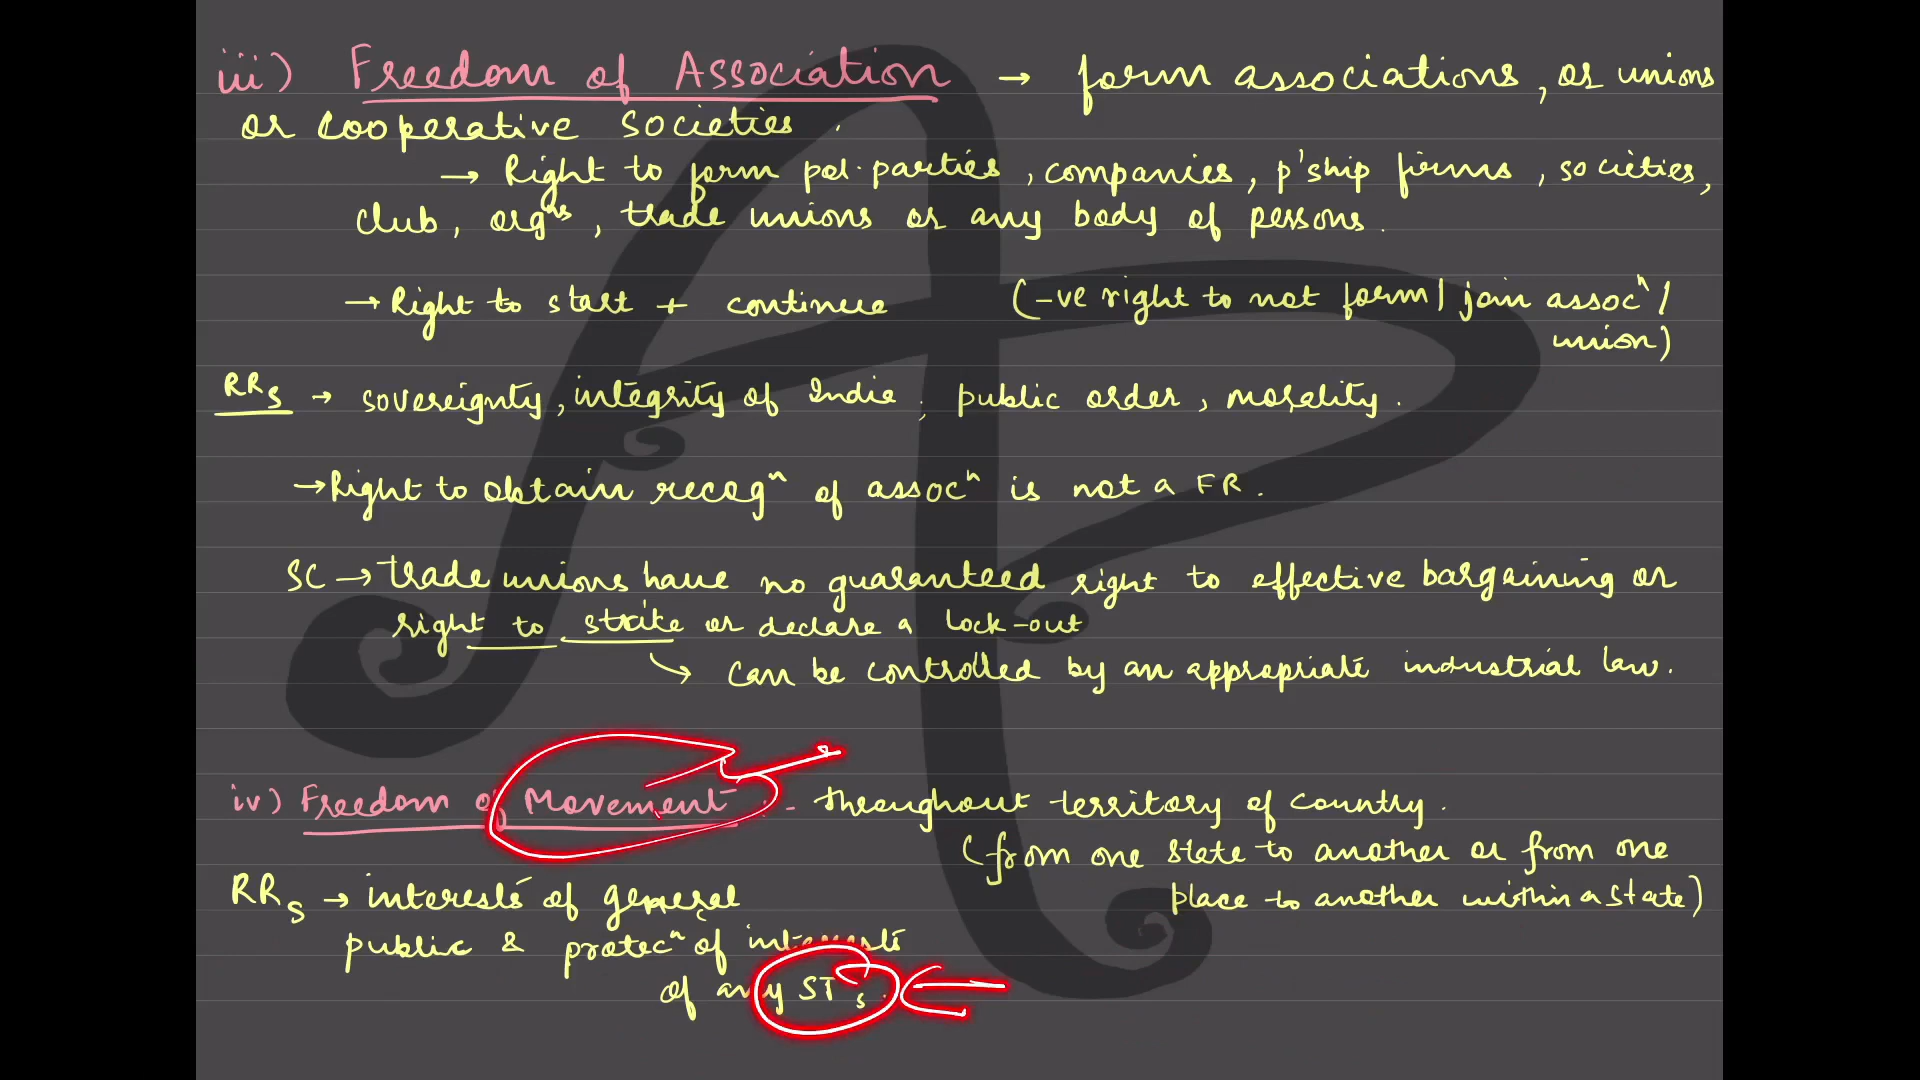 iii) Freedom of Association → form associations, or unions
or cooperative societies.
→ Right to form pol. parties, companies, p'ship firms, societies,
club, orgns, trade unions or any body of persons.
→ Right to start + continue (-ve right to not form / join assocn /
union)
RRs → sovereignty, integrity of India, public order, morality.
→ Right to obtain recogn of assocn is not a FR.
SC → trade unions have no guaranteed right to effective bargaining or
right to strike or declare a lock-out
↳ can be controlled by an appropriate industrial law.
iv) Freedom of Movement :- throughout territory of country.
(from one state to another or from one
place to another within a state)
RRs → interests of general
public & protecn of interests
of any STs.